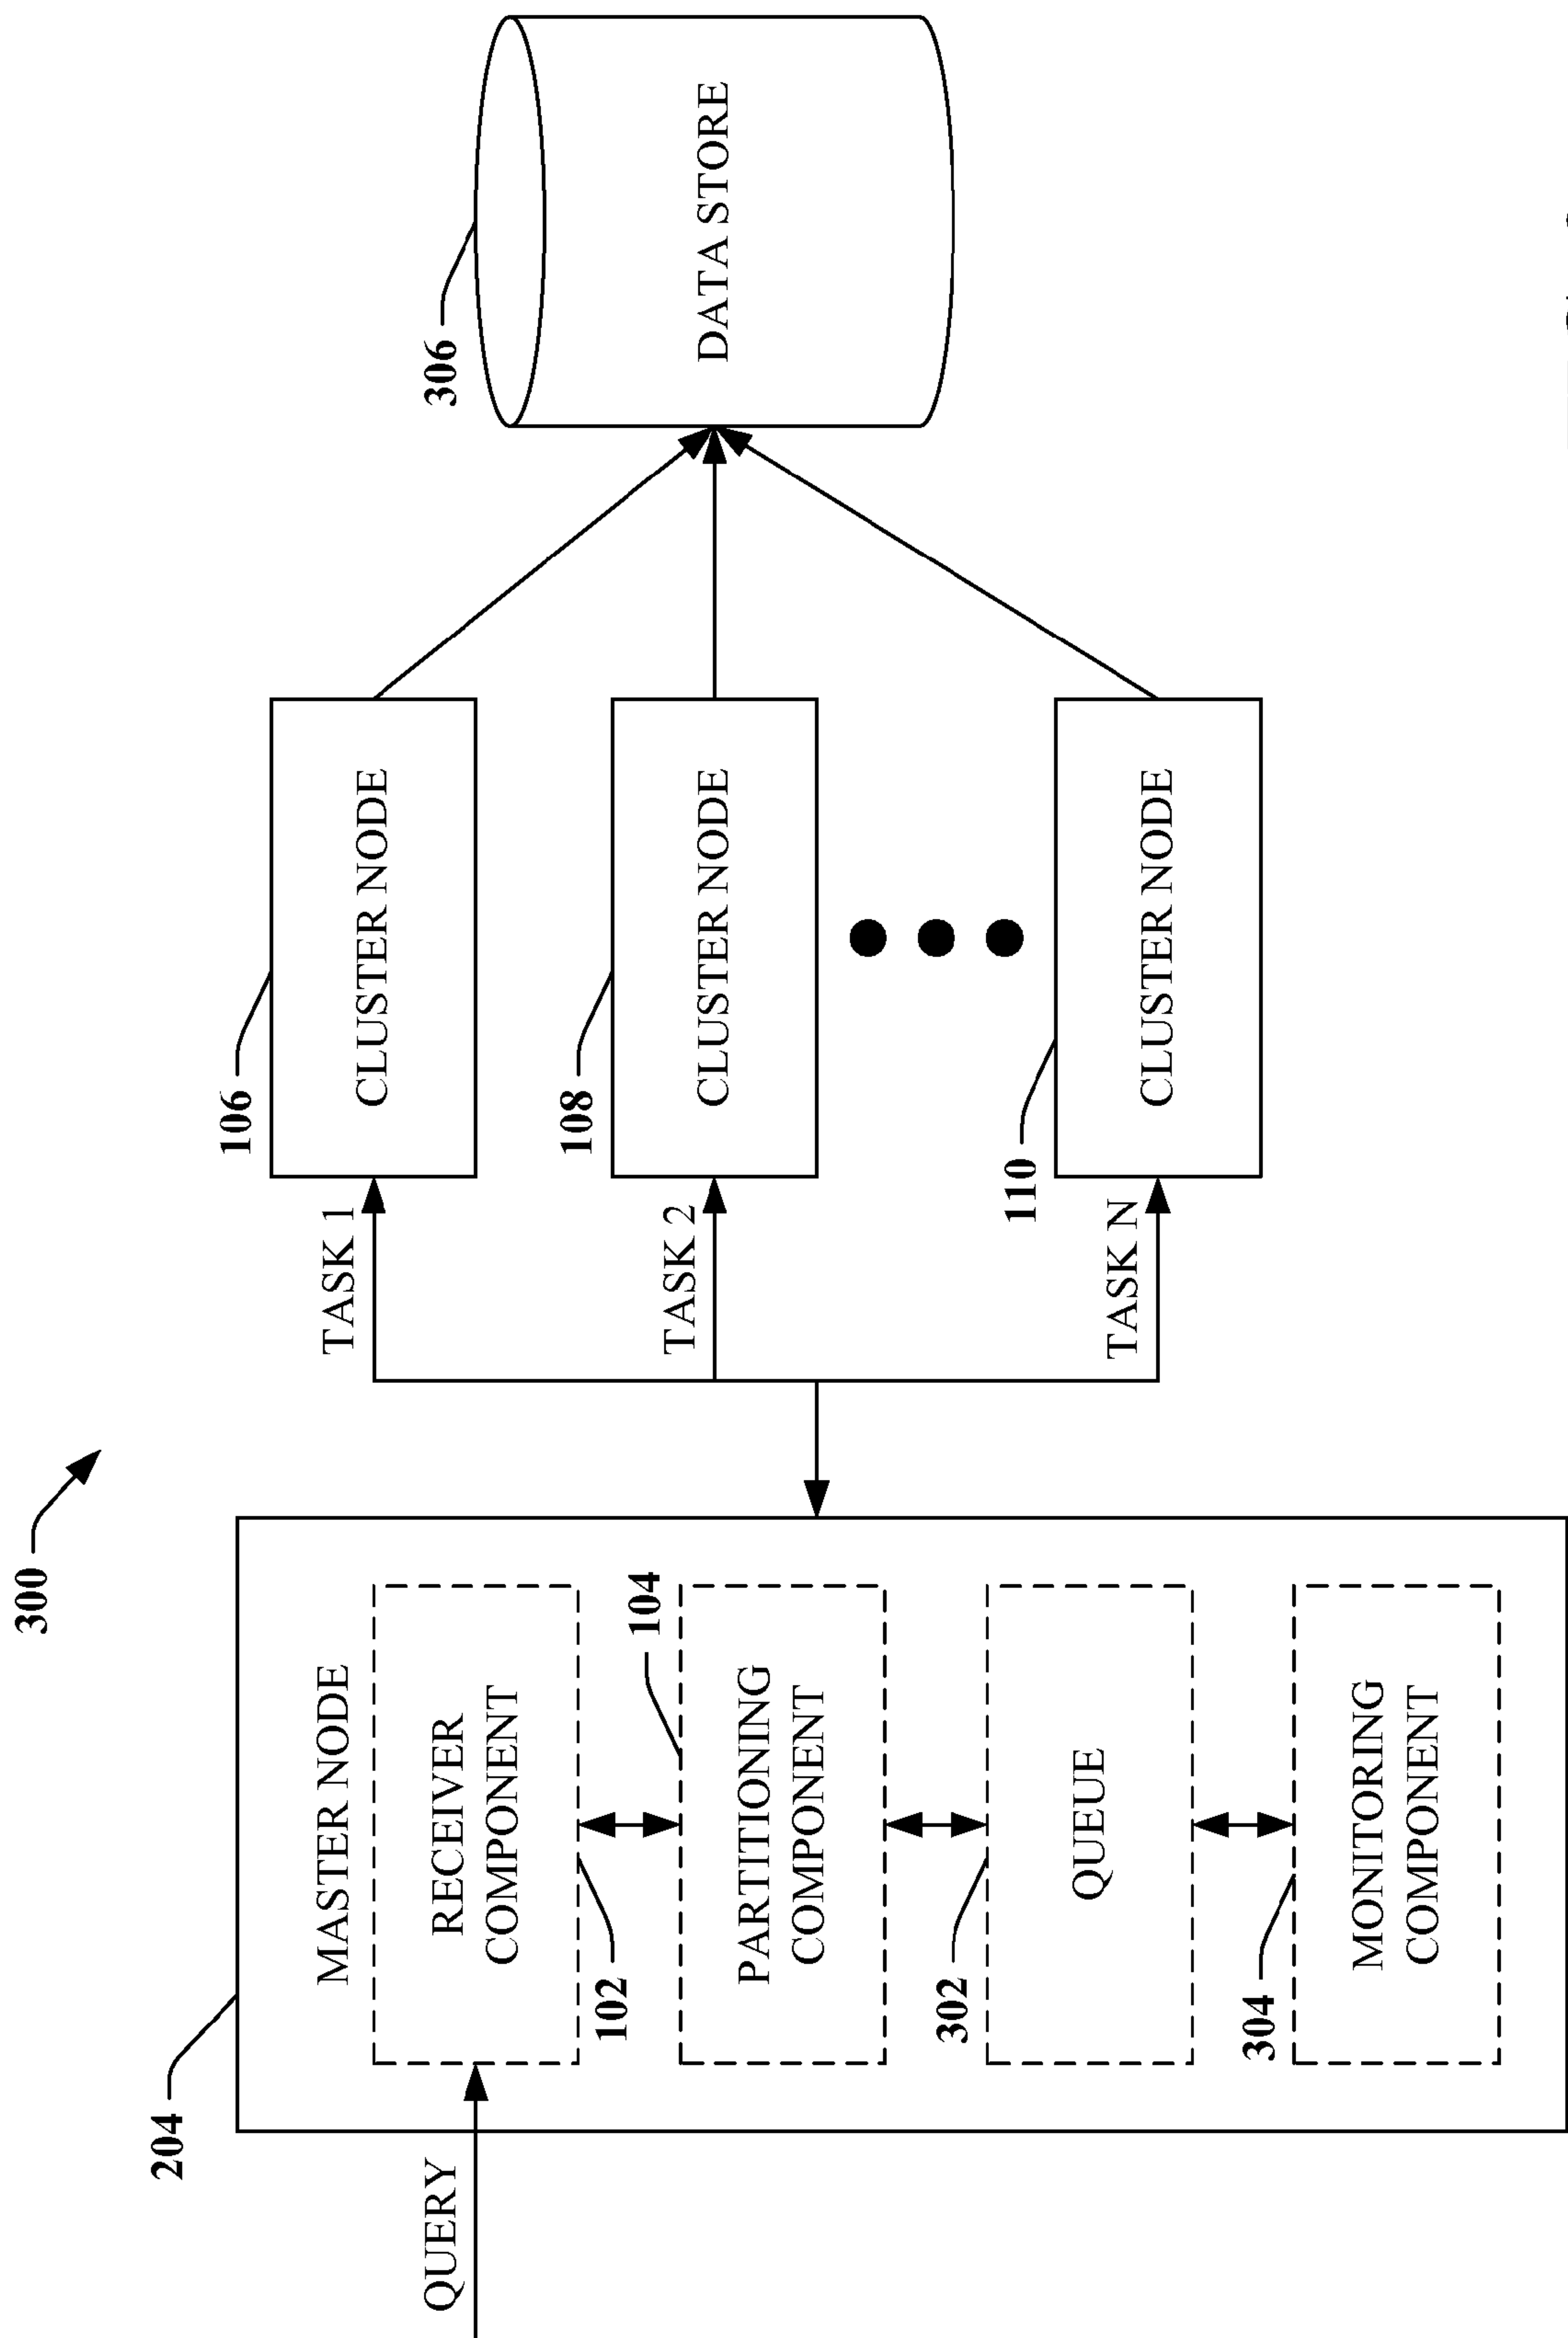 300
204
MASTER NODE
QUERY
RECEIVER
COMPONENT
102
104
PARTITIONING
COMPONENT
302
QUEUE
304
MONITORING
COMPONENT
TASK 1
106
CLUSTER NODE
TASK 2
108
CLUSTER NODE
TASK N
110
CLUSTER NODE
306
DATA STORE